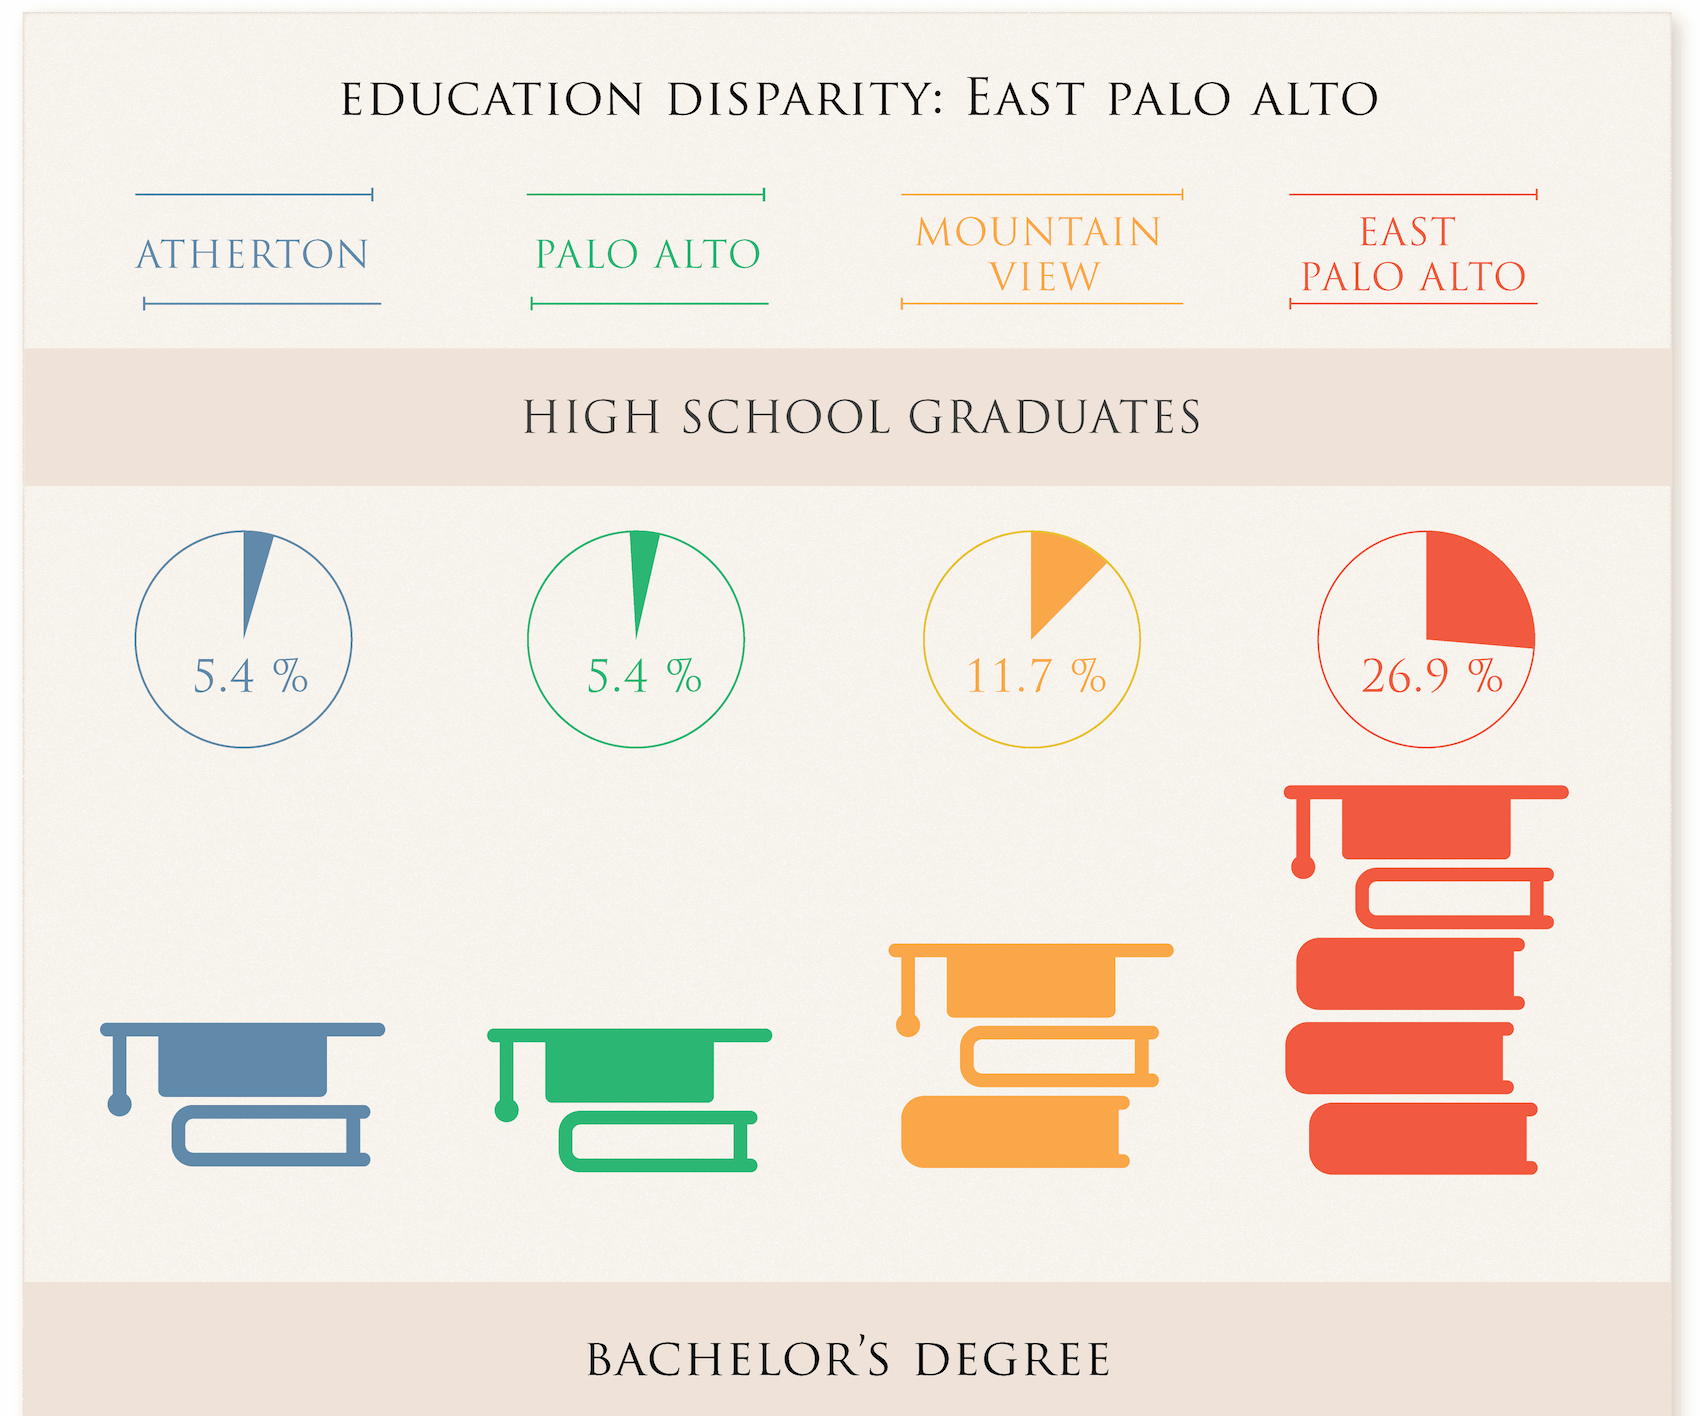 EDUCATION DISPARITY: EAST PALO ALTO
ATHERTON
PALO ALTO
MOUNTAIN
VIEW
EAST
PALO ALTO
HIGH SCHOOL GRADUATES
5.4 %
5.4 %
11.7 %
26.9 %
BACHELOR’S DEGREE